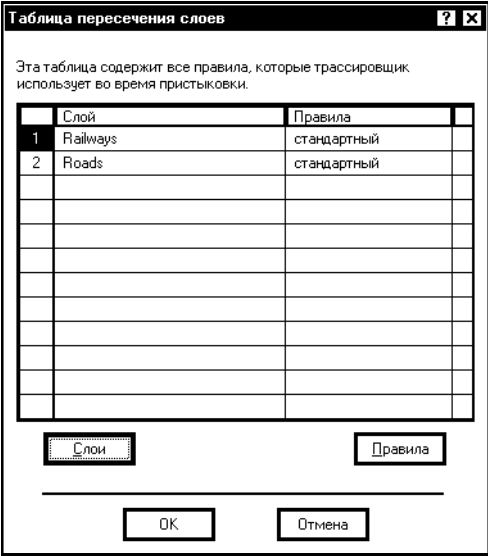 Таблица пересечения слоев
Эта таблица содержит все правила, которые трассировщик
использует во время пристыковки.
Слой Правила
1 Railways стандартный
2 Roads стандартный
Слои Правила
OK Отмена